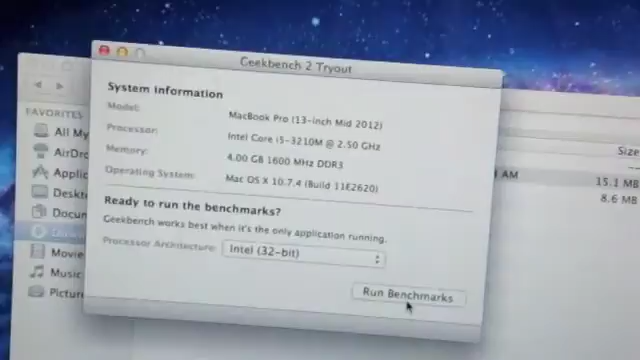 Geekbench 2 Tryout
System Information
Model: MacBook Pro (13-inch Mid 2012)
Processor: Intel Core i5-3210M @ 2.50 GHz
Memory: 4.00 GB 1600 MHz DDR3
Operating System: Mac OS X 10.7.4 (Build 11E2620)
Ready to run the benchmarks?
Geekbench works best when it's the only application running.
Processor Architecture: Intel (32-bit)
Run Benchmarks
FAVORITES
All My
AirDro
Applic
Deskto
Docum
Movie
Music
Picture
Size
AM
15.1 MB
8.6 MB